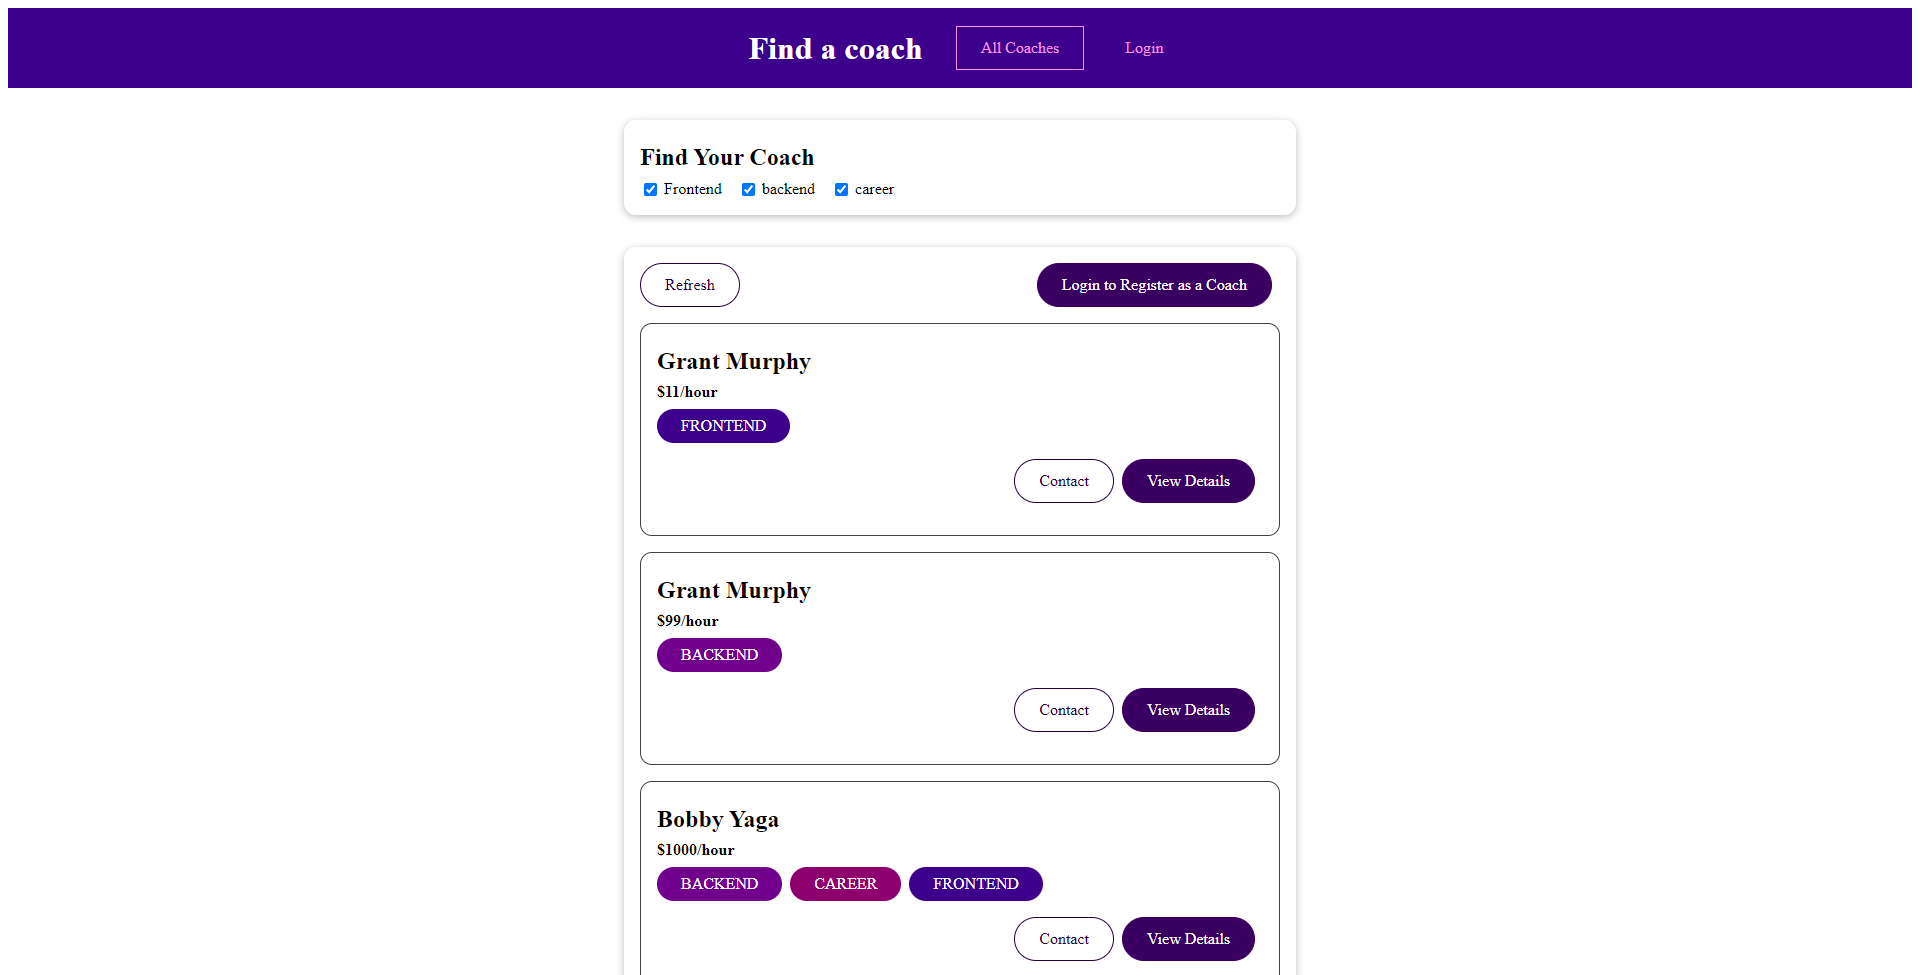 Find a coach All Coaches Login
Find Your Coach
Frontend backend career
Refresh Login to Register as a Coach
Grant Murphy
$11/hour
FRONTEND
Contact View Details
Grant Murphy
$99/hour
BACKEND
Contact View Details
Bobby Yaga
$1000/hour
BACKEND CAREER FRONTEND
Contact View Details